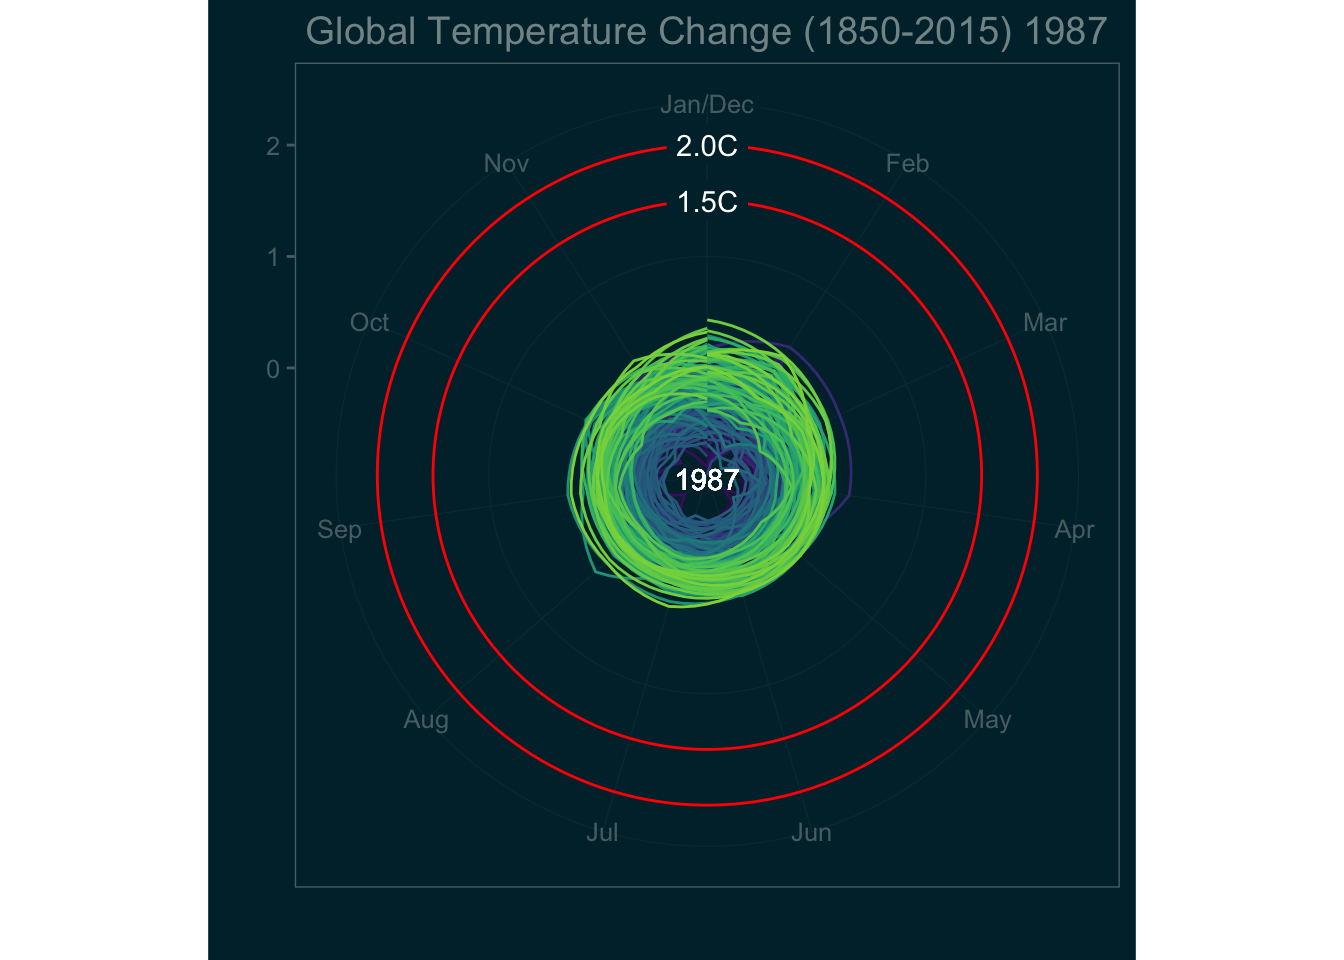 Global Temperature Change (1850-2015) 1987
Jan/Dec
2
2.0C
Nov
Feb
1.5C
1
Oct
Mar
0
1987
Sep
Apr
Aug
May
Jul
Jun